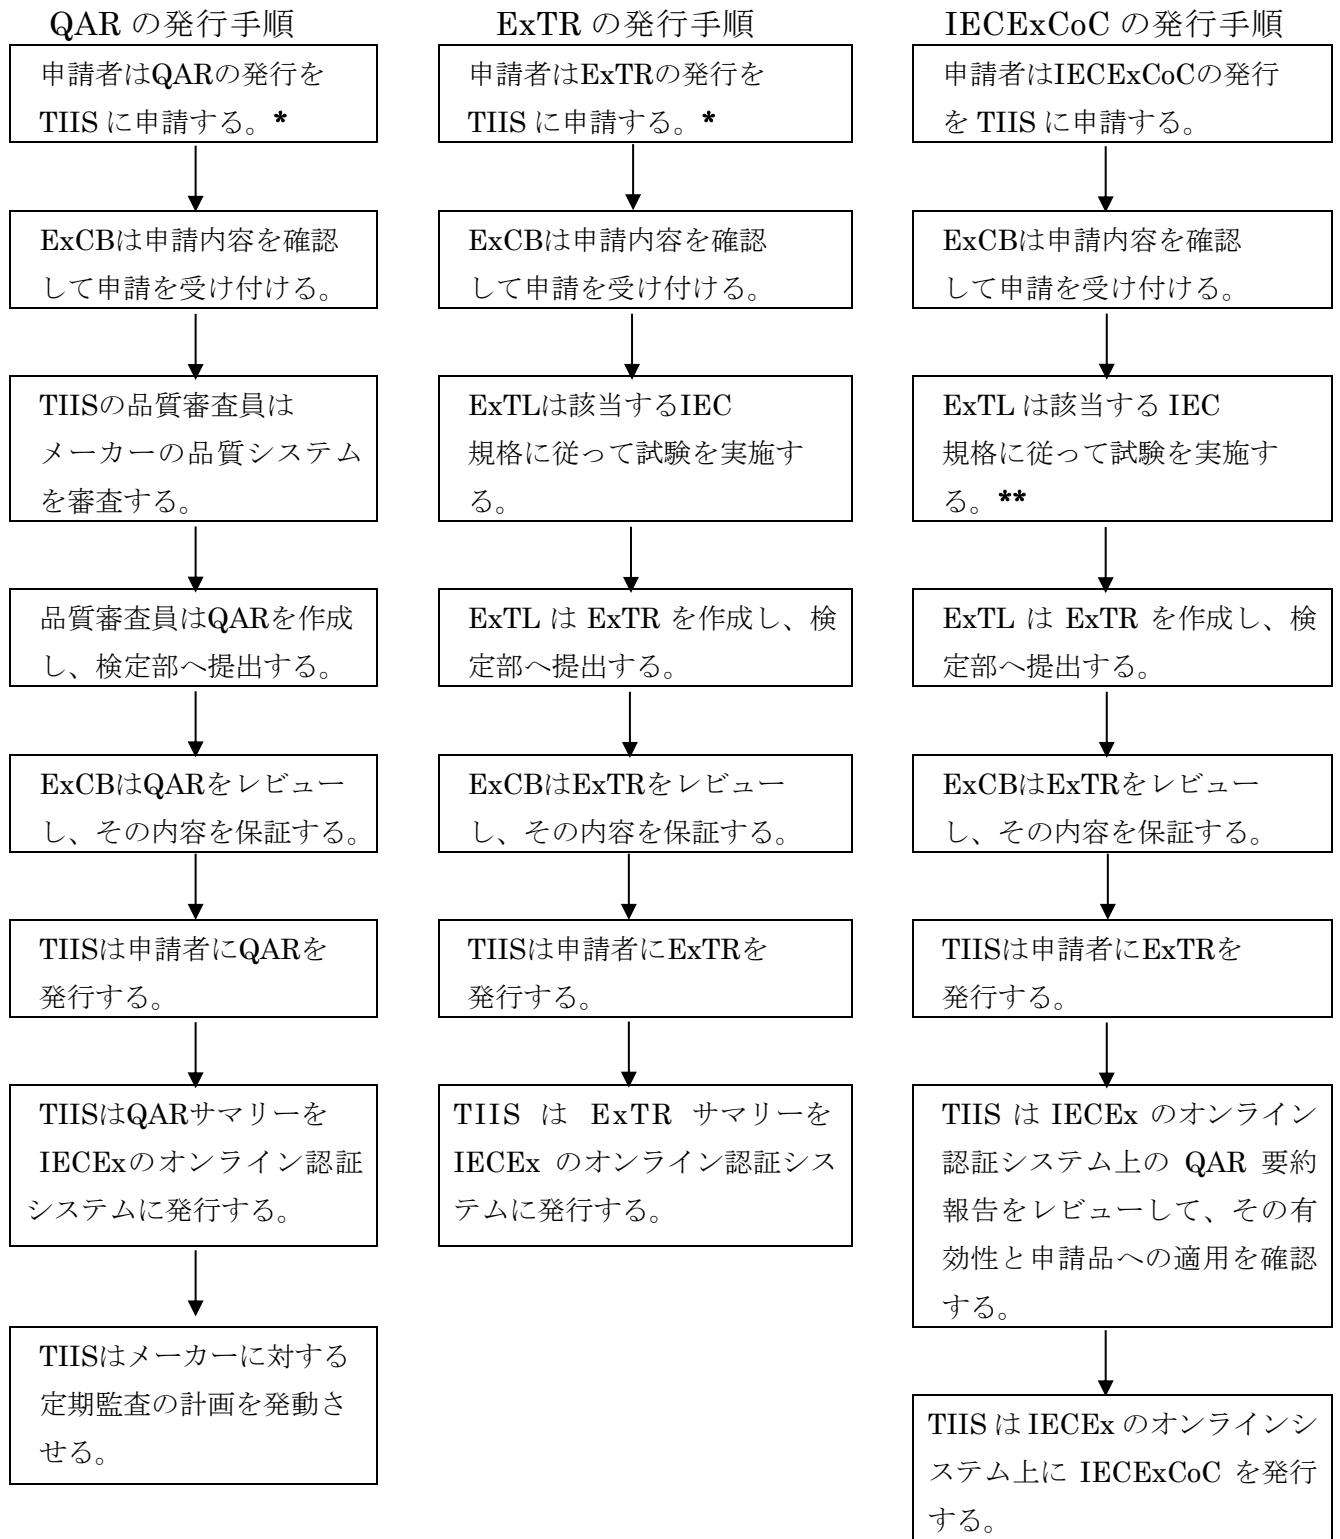 QAR の発行手順
申請者はQARの発行を
TIIS に申請する。*
ExCBは申請内容を確認
して申請を受け付ける。
TIISの品質審査員は
メーカーの品質システム
を審査する。
品質審査員はQARを作成
し、検定部へ提出する。
ExCBはQARをレビュー
し、その内容を保証する。
TIISは申請者にQARを
発行する。
TIISはQARサマリーを
IECExのオンライン認証
システムに発行する。
TIISはメーカーに対する
定期監査の計画を発動さ
せる。
ExTR の発行手順
申請者はExTRの発行を
TIIS に申請する。*
ExCBは申請内容を確認
して申請を受け付ける。
ExTLは該当するIEC
規格に従って試験を実施す
る。
ExTL は ExTR を作成し、検
定部へ提出する。
ExCBはExTRをレビュー
し、その内容を保証する。
TIISは申請者にExTRを
発行する。
TIIS は ExTR サマリーを
IECEx のオンライン認証シス
テムに発行する。
IECExCoC の発行手順
申請者はIECExCoCの発行
を TIIS に申請する。
ExCBは申請内容を確認
して申請を受け付ける。
ExTL は該当する IEC
規格に従って試験を実施す
る。**
ExTL は ExTR を作成し、検
定部へ提出する。
ExCBはExTRをレビュー
し、その内容を保証する。
TIISは申請者にExTRを
発行する。
TIIS は IECEx のオンライン
認証システム上の QAR 要約
報告をレビューして、その有
効性と申請品への適用を確認
する。
TIIS は IECEx のオンラインシ
ステム上に IECExCoC を発行
する。